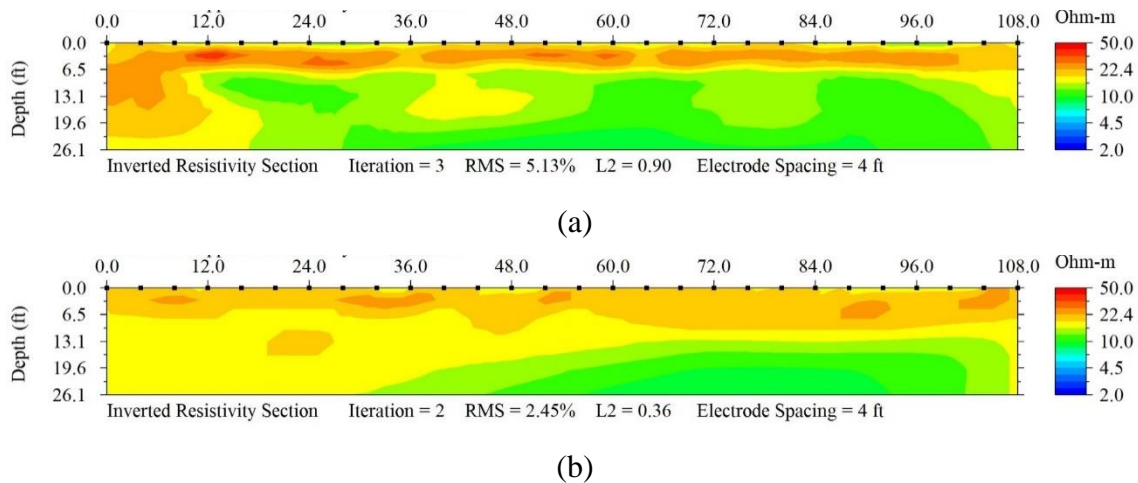 0.0 12.0 24.0 36.0 48.0 60.0 72.0 84.0 96.0 108.0 Ohm-m
0.0
6.5
13.1
19.6
26.1
Depth (ft)
50.0
22.4
10.0
4.5
2.0
Inverted Resistivity Section Iteration = 3 RMS = 5.13% L2 = 0.90 Electrode Spacing = 4 ft
(a)
0.0 12.0 24.0 36.0 48.0 60.0 72.0 84.0 96.0 108.0 Ohm-m
0.0
6.5
13.1
19.6
26.1
Depth (ft)
50.0
22.4
10.0
4.5
2.0
Inverted Resistivity Section Iteration = 2 RMS = 2.45% L2 = 0.36 Electrode Spacing = 4 ft
(b)